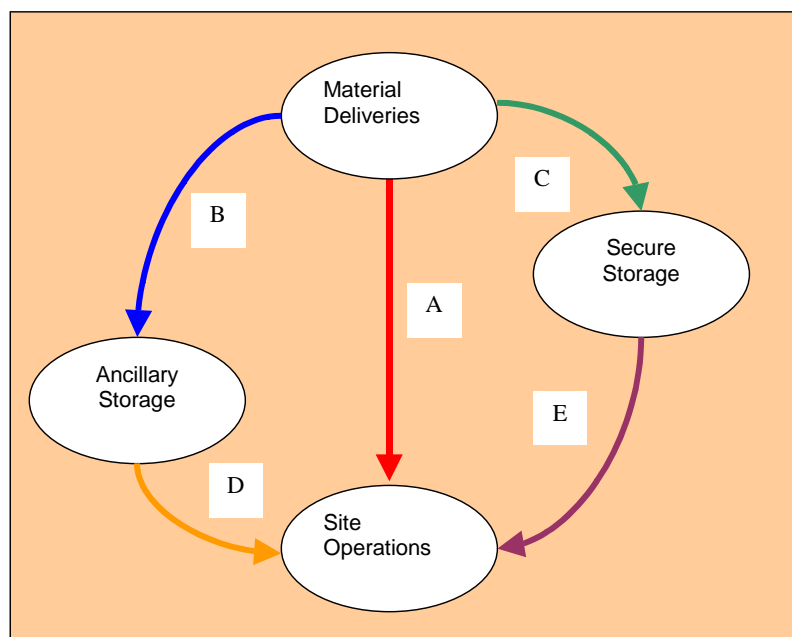 Material
Deliveries
C
B
Secure
Storage
A
Ancillary
Storage
E
D
Site
Operations